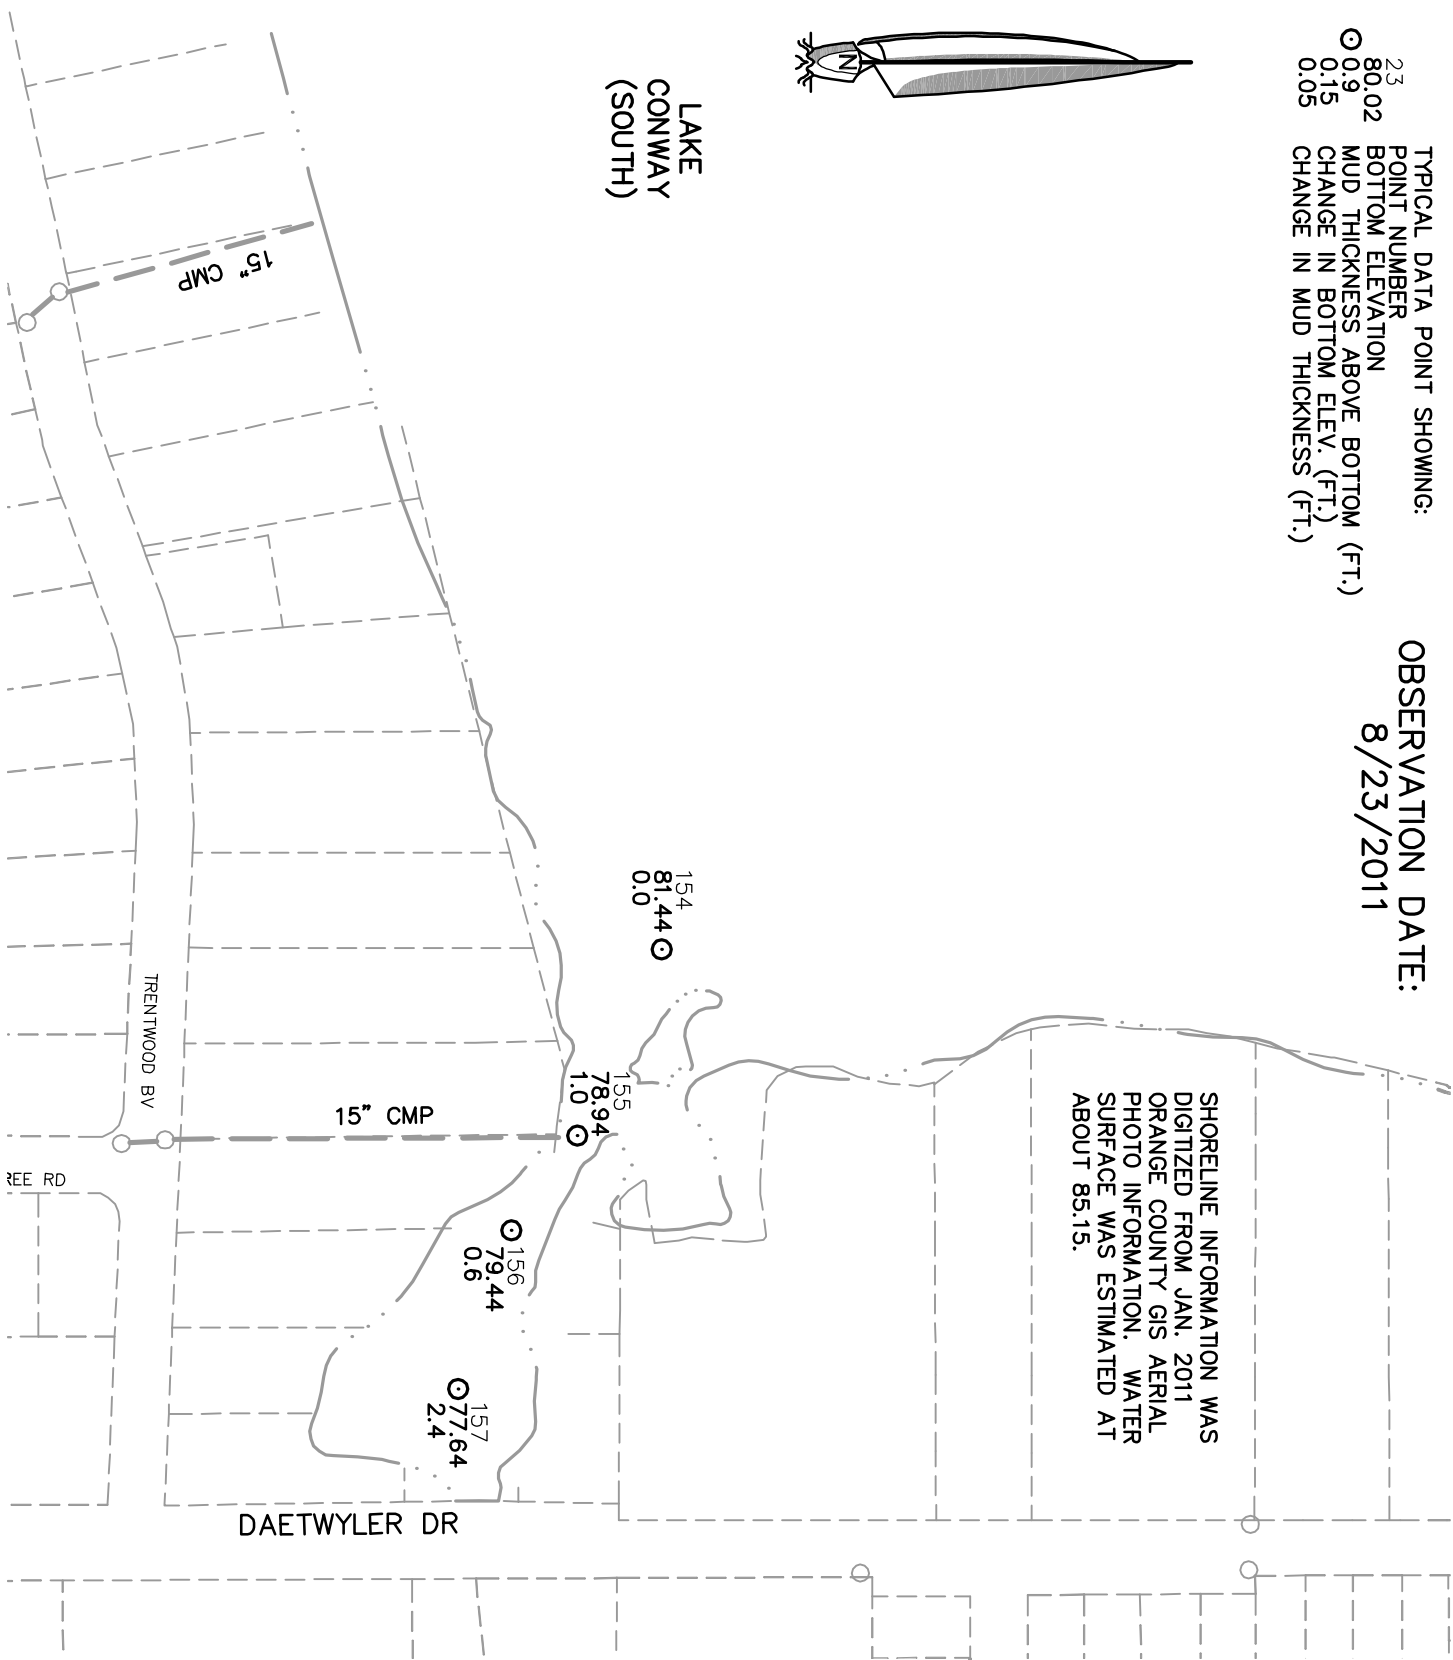 23
80.02
0.9
0.15
0.05
TYPICAL DATA POINT SHOWING:
POINT NUMBER
BOTTOM ELEVATION
MUD THICKNESS ABOVE BOTTOM (FT.)
CHANGE IN BOTTOM ELEV. (FT.)
CHANGE IN MUD THICKNESS (FT.)
OBSERVATION DATE:
8/23/2011
N
LAKE
CONWAY
(SOUTH)
15" CMP
154
81.44
0.0
155
78.94
1.0
156
79.44
0.6
157
77.64
2.4
SHORELINE INFORMATION WAS
DIGITIZED FROM JAN. 2011
ORANGE COUNTY GIS AERIAL
PHOTO INFORMATION. WATER
SURFACE WAS ESTIMATED AT
ABOUT 85.15.
TRENTWOOD BV
15" CMP
REE RD
DAETWYLER DR